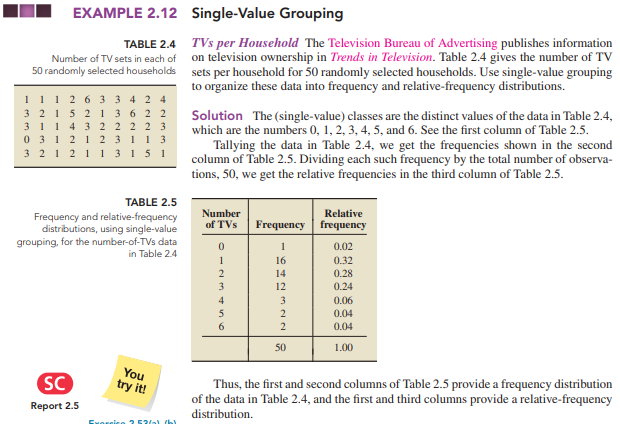 EXAMPLE 2.12 Single-Value Grouping
TABLE 2.4
Number of TV sets in each of
50 randomly selected households
1 1 1 2 6 3 3 4 2 4
3 2 1 5 2 1 3 6 2 2
3 1 1 4 3 2 2 2 2 3
0 3 1 2 1 2 3 1 1 3
3 2 1 2 1 1 3 1 5 1
TVs per Household The Television Bureau of Advertising publishes information
on television ownership in Trends in Television. Table 2.4 gives the number of TV
sets per household for 50 randomly selected households. Use single-value grouping
to organize these data into frequency and relative-frequency distributions.
Solution The (single-value) classes are the distinct values of the data in Table 2.4,
which are the numbers 0, 1, 2, 3, 4, 5, and 6. See the first column of Table 2.5.
Tallying the data in Table 2.4, we get the frequencies shown in the second
column of Table 2.5. Dividing each such frequency by the total number of observa-
tions, 50, we get the relative frequencies in the third column of Table 2.5.
TABLE 2.5
Frequency and relative-frequency
distributions, using single-value
grouping, for the number-of-TVs data
in Table 2.4
Number of TVs Frequency Relative frequency
0 1 0.02
1 16 0.32
2 14 0.28
3 12 0.24
4 3 0.06
5 2 0.04
6 2 0.04
50 1.00
SC
Report 2.5
You
try it!
Exercise 2.53(a), (b)
Thus, the first and second columns of Table 2.5 provide a frequency distribution
of the data in Table 2.4, and the first and third columns provide a relative-frequency
distribution.